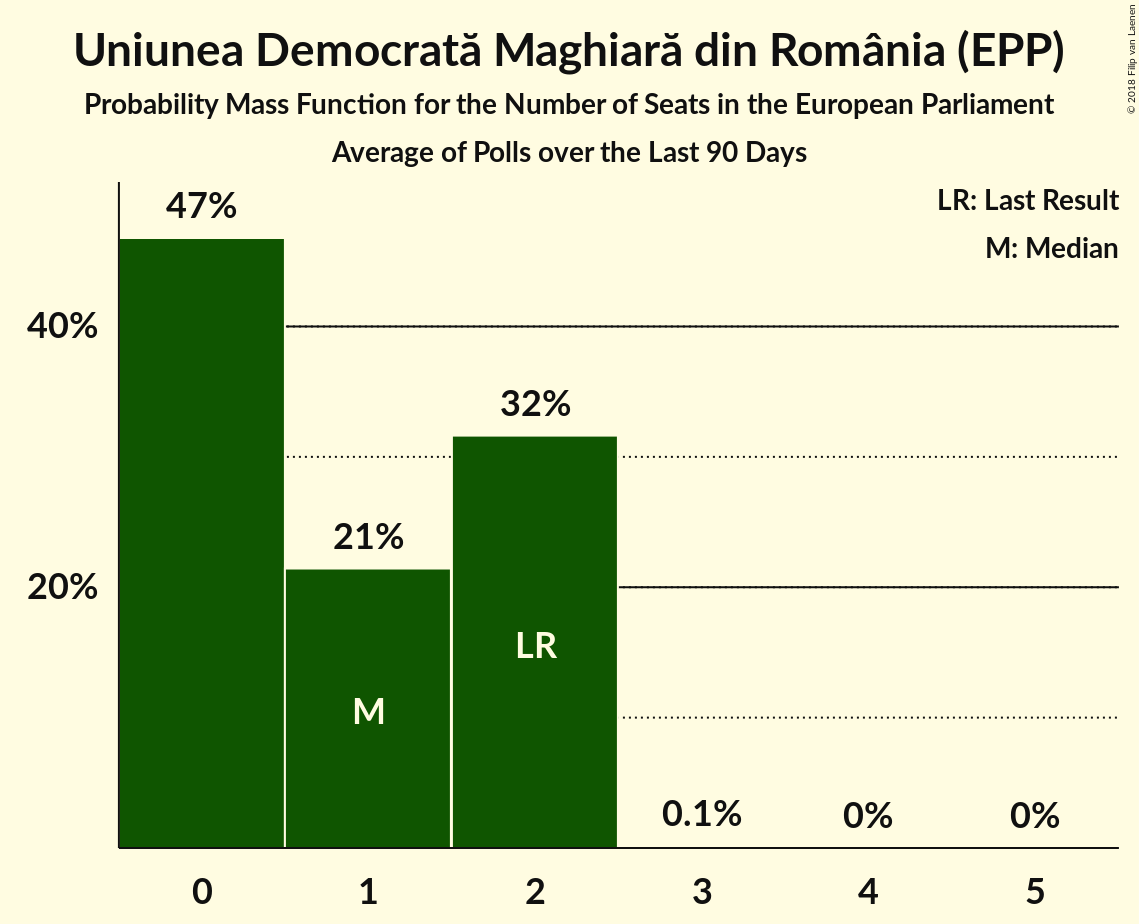 Uniunea Democrată Maghiară din România (EPP)
Probability Mass Function for the Number of Seats in the European Parliament
Average of Polls over the Last 90 Days
© 2018 Filip van Laenen
LR: Last Result
M: Median
47%
40%
32%
21%
20%
LR
M
0.1%
0%
0%
0
1
2
3
4
5